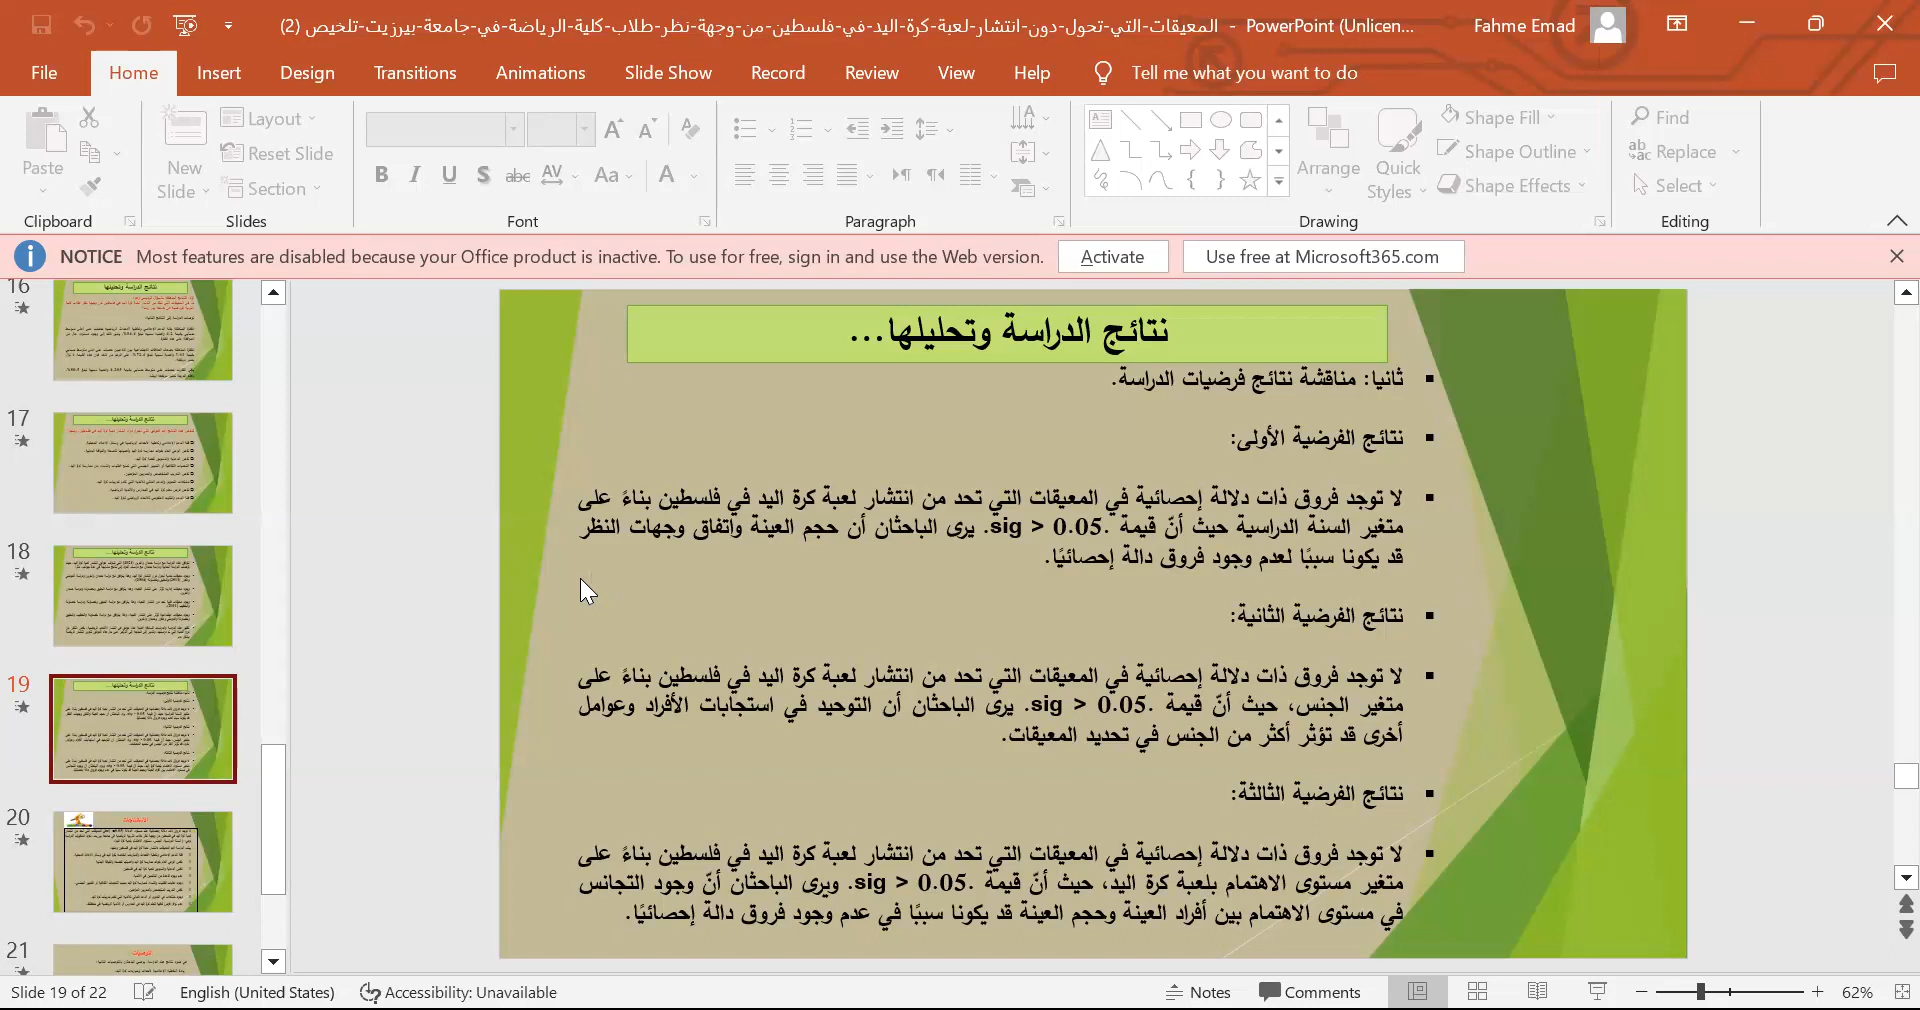 المعيقات-التي-تحول-دون-انتشار-لعبة-كرة-اليد-في-فلسطين-من-وجهة-نظر-طلاب-كلية-الرياضة-في-جامعة-بيرزيت-تلخيص (2) - PowerPoint (Unlicen...
Fahme Emad
File Home Insert Design Transitions Animations Slide Show Record Review View Help Tell me what you want to do
Paste
New Slide
Layout
Reset Slide
Section
Arrange
Quick Styles
Shape Fill
Shape Outline
Shape Effects
Find
Replace
Select
Clipboard Slides Font Paragraph Drawing Editing
NOTICE Most features are disabled because your Office product is inactive. To use for free, sign in and use the Web version. Activate Use free at Microsoft365.com
16
17
18
19
20
21
نتائج الدراسة وتحليلها...
ثانيا: مناقشة نتائج فرضيات الدراسة.
نتائج الفرضية الأولى:
لا توجد فروق ذات دلالة إحصائية في المعيقات التي تحد من انتشار لعبة كرة اليد في فلسطين بناءً على
متغير السنة الدراسية حيث أنّ قيمة .sig > 0.05. يرى الباحثان أن حجم العينة واتفاق وجهات النظر
قد يكونا سببًا لعدم وجود فروق دالة إحصائيًا.
نتائج الفرضية الثانية:
لا توجد فروق ذات دلالة إحصائية في المعيقات التي تحد من انتشار لعبة كرة اليد في فلسطين بناءً على
متغير الجنس، حيث أنّ قيمة .sig > 0.05. يرى الباحثان أن التوحيد في استجابات الأفراد وعوامل
أخرى قد تؤثر أكثر من الجنس في تحديد المعيقات.
نتائج الفرضية الثالثة:
لا توجد فروق ذات دلالة إحصائية في المعيقات التي تحد من انتشار لعبة كرة اليد في فلسطين بناءً على
متغير مستوى الاهتمام بلعبة كرة اليد، حيث أنّ قيمة .sig > 0.05. ويرى الباحثان أنّ وجود التجانس
في مستوى الاهتمام بين أفراد العينة وحجم العينة قد يكونا سببًا في عدم وجود فروق دالة إحصائيًا.
Slide 19 of 22 English (United States) Accessibility: Unavailable Notes Comments 62%